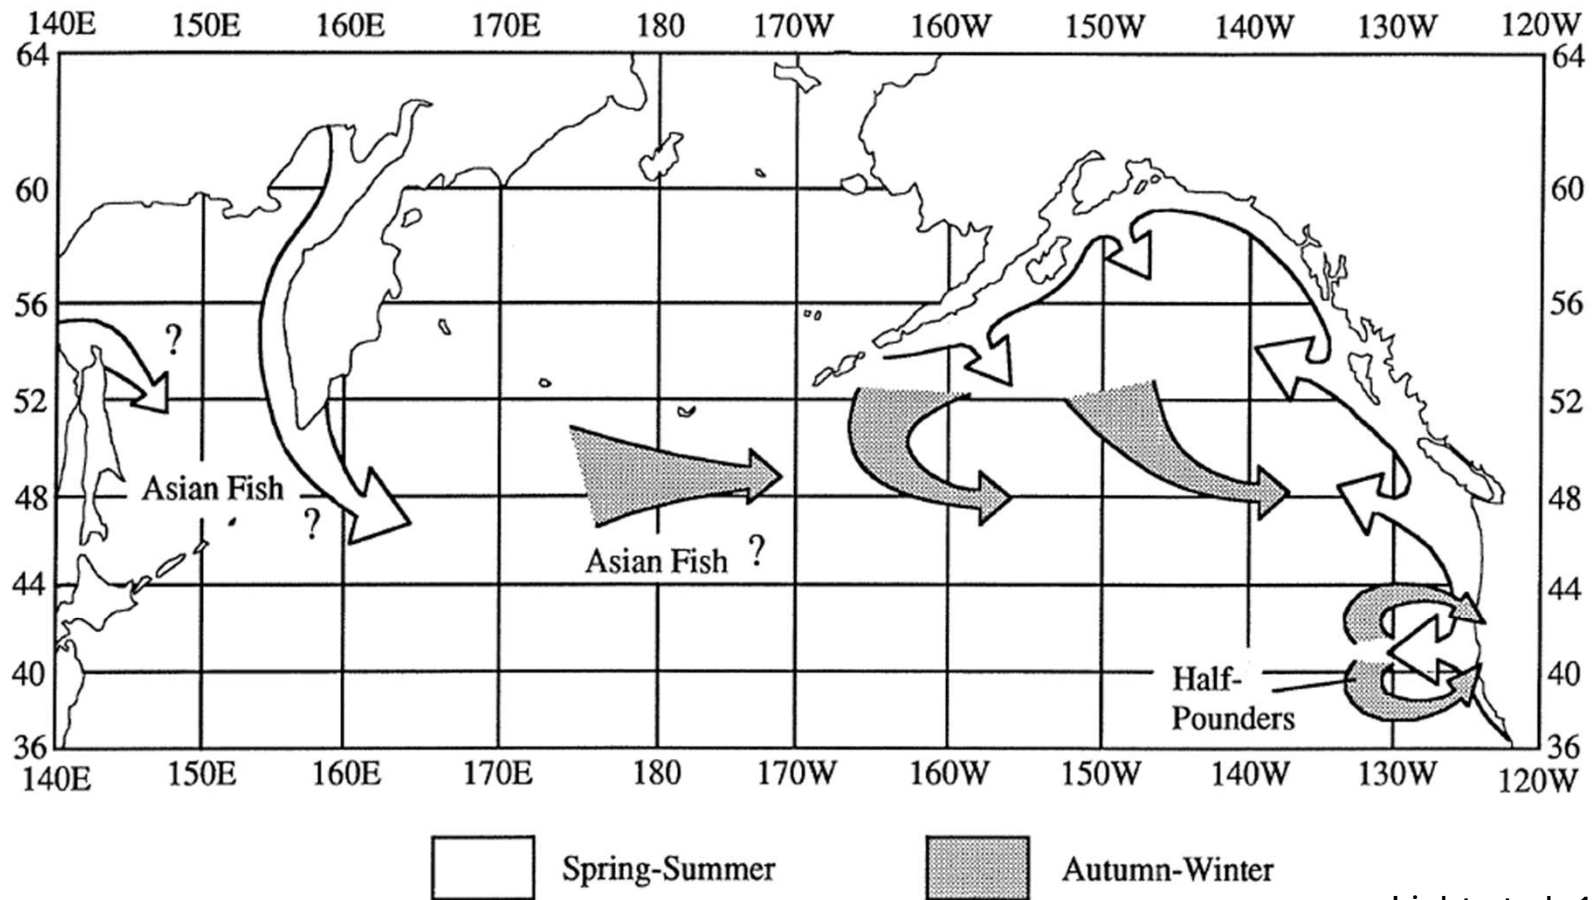 140E 150E 160E 170E 180 170W 160W 150W 140W 130W 120W
64 64
60 60
56 56
?
52 52
Asian Fish
48 48
?
Asian Fish ?
44 44
40 40
Half-
Pounders
36 36
140E 150E 160E 170E 180 170W 160W 150W 140W 130W 120W
Spring-Summer Autumn-Winter